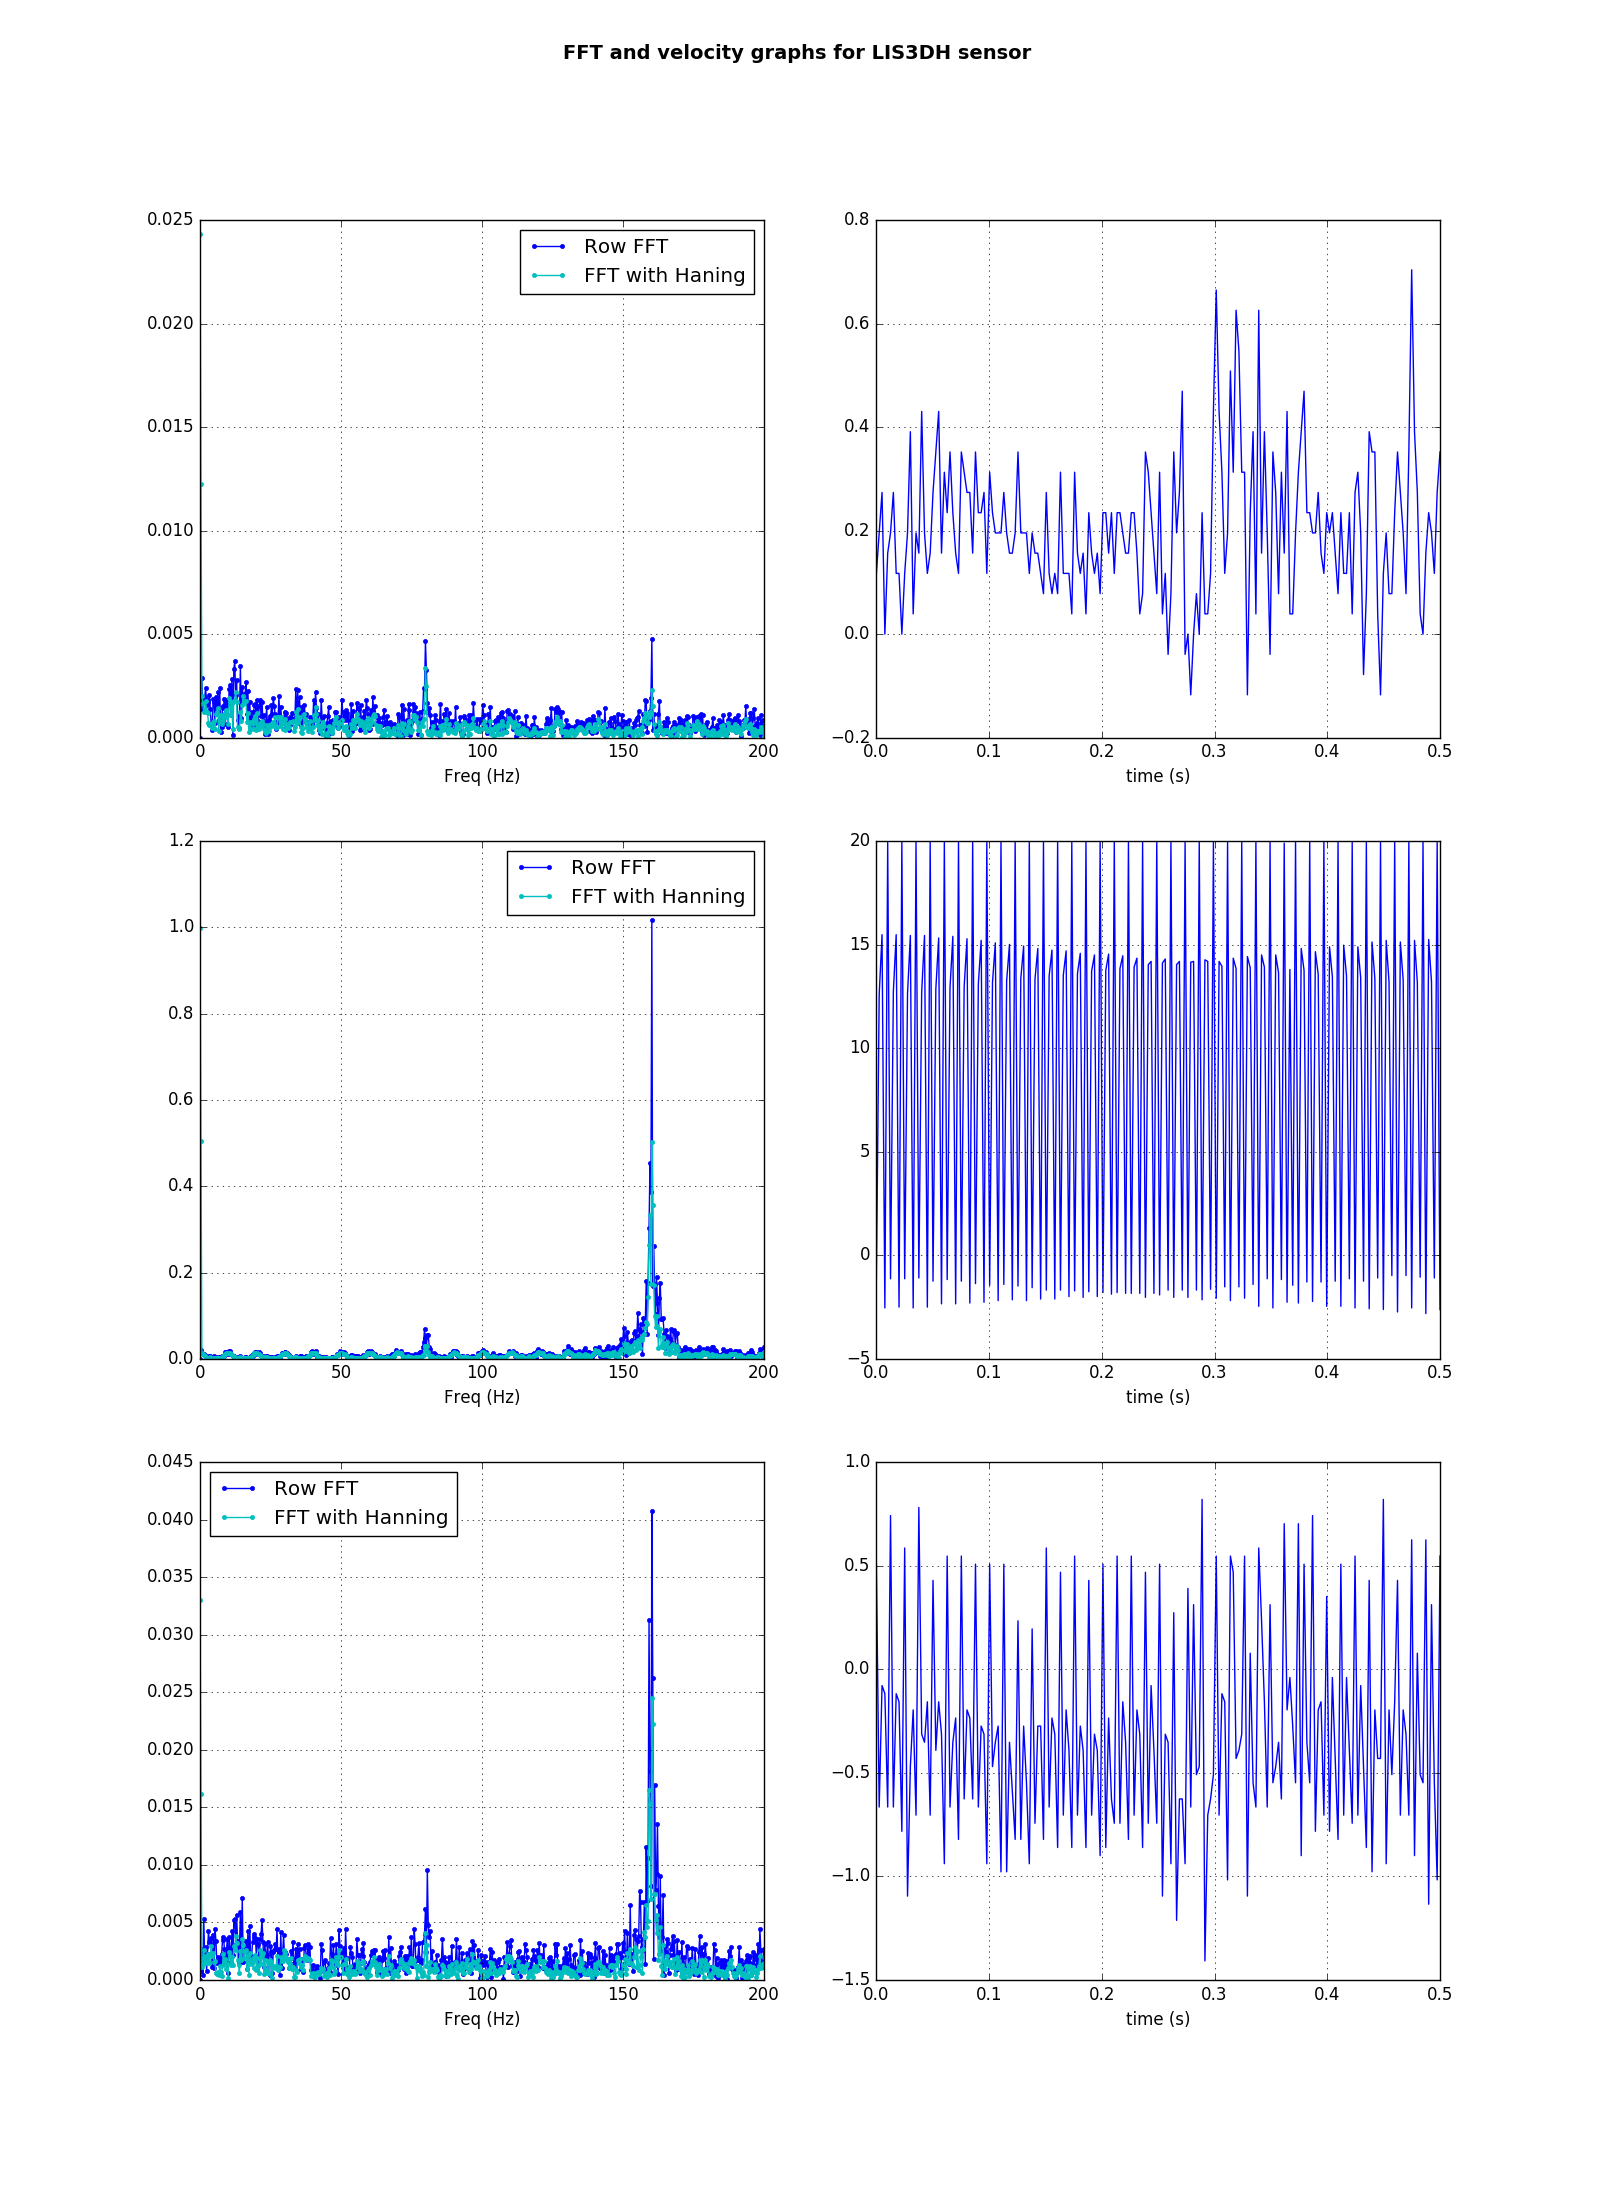 FFT and velocity graphs for LIS3DH sensor
0.025
0.020
0.015
0.010
0.005
0.000
Row FFT
FFT with Haning
0 50 100 150 200
Freq (Hz)
0.8
0.6
0.4
0.2
0.0
−0.2
0.0 0.1 0.2 0.3 0.4 0.5
time (s)
1.2
1.0
0.8
0.6
0.4
0.2
0.0
Row FFT
FFT with Hanning
0 50 100 150 200
Freq (Hz)
20
15
10
5
0
−5
0.0 0.1 0.2 0.3 0.4 0.5
time (s)
0.045
0.040
0.035
0.030
0.025
0.020
0.015
0.010
0.005
0.000
Row FFT
FFT with Hanning
0 50 100 150 200
Freq (Hz)
1.0
0.5
0.0
−0.5
−1.0
−1.5
0.0 0.1 0.2 0.3 0.4 0.5
time (s)